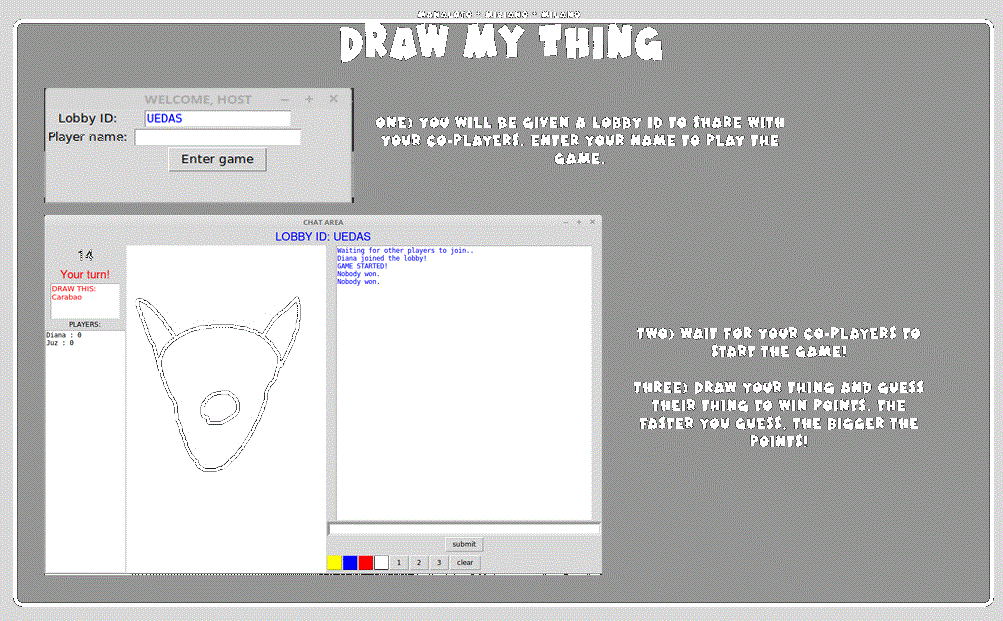 DRAW MY THING
WELCOME, HOST
Lobby ID: UEDAS
Player name:
Enter game
ONE) YOU WILL BE GIVEN A LOBBY ID TO SHARE WITH
YOUR CO-PLAYERS. ENTER YOUR NAME TO PLAY THE
GAME.
CHAT AREA
LOBBY ID: UEDAS
14
Your turn!
DRAW THIS:
Carabao
PLAYERS:
Diana : 0
Juz : 0
Waiting for other players to join..
Diana joined the lobby!
GAME STARTED!
Nobody won.
Nobody won.
submit
1 2 3 clear
TWO) WAIT FOR YOUR CO-PLAYERS TO
START THE GAME!
THREE) DRAW YOUR THING AND GUESS
THEIR THING TO WIN POINTS. THE
FASTER YOU GUESS, THE BIGGER THE
POINTS!